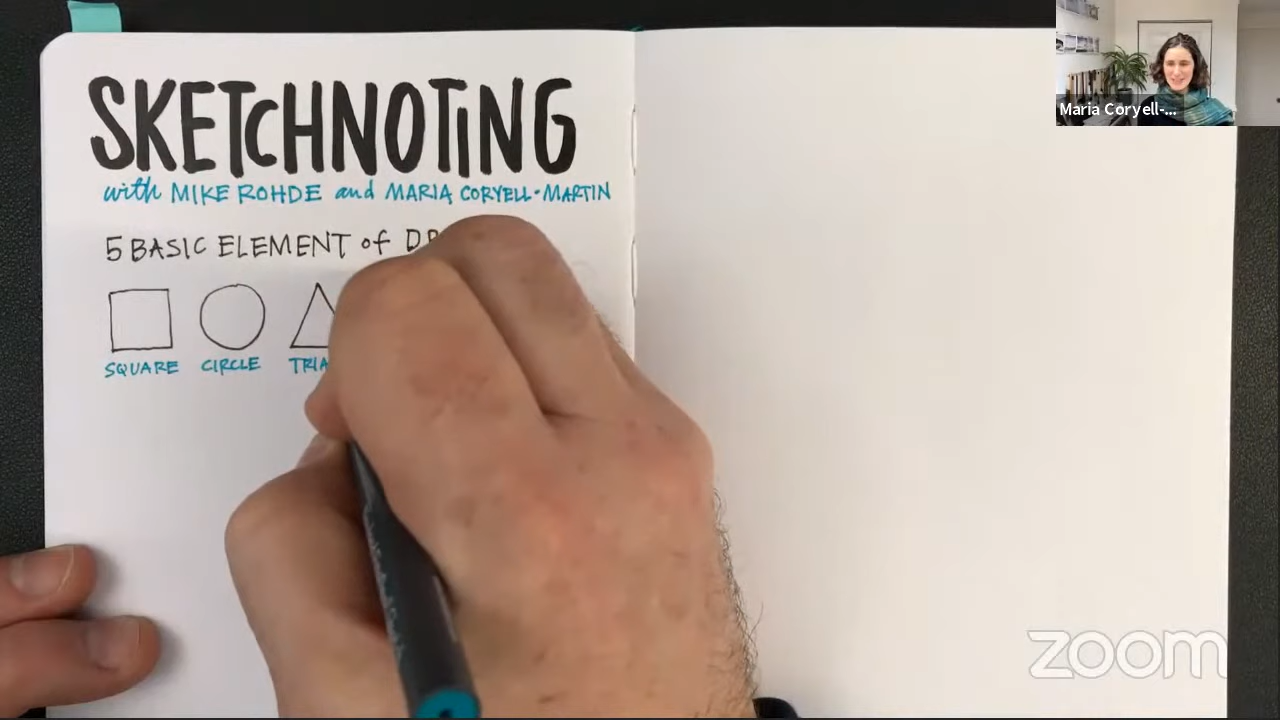 SKETCHNOTING
with MIKE ROHDE and MARIA CORYELL-MARTIN
5 BASIC ELEMENT of
SQUARE CIRCLE
Maria Coryell-...
zoom